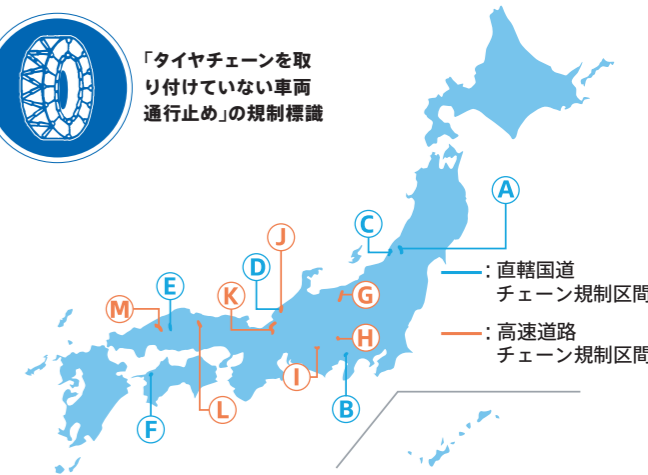 「タイヤチェーンを取
り付けていない車両
通行止め」の規制標識
A
C
J
D
E
K
G
M
H
I
L
B
F
：直轄国道
チェーン規制区間
：高速道路
チェーン規制区間